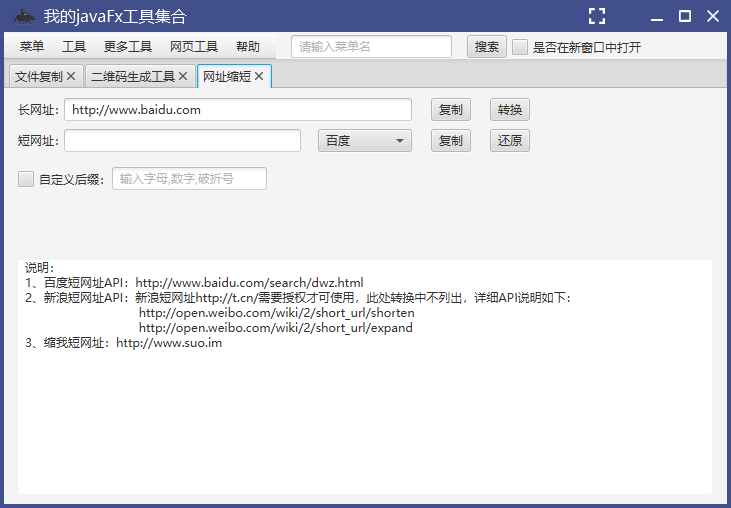 我的javaFx工具集合
菜单 工具 更多工具 网页工具 帮助 请输入菜单名 搜索 是否在新窗口中打开
文件复制 二维码生成工具 网址缩短
长网址: http://www.baidu.com 复制 转换
短网址: 百度 复制 还原
自定义后缀: 输入字母,数字,破折号
说明:
1、百度短网址API: http://www.baidu.com/search/dwz.html
2、新浪短网址API: 新浪短网址http://t.cn/需要授权才可使用，此处转换中不列出，详细API说明如下:
http://open.weibo.com/wiki/2/short_url/shorten
http://open.weibo.com/wiki/2/short_url/expand
3、缩我短网址: http://www.suo.im